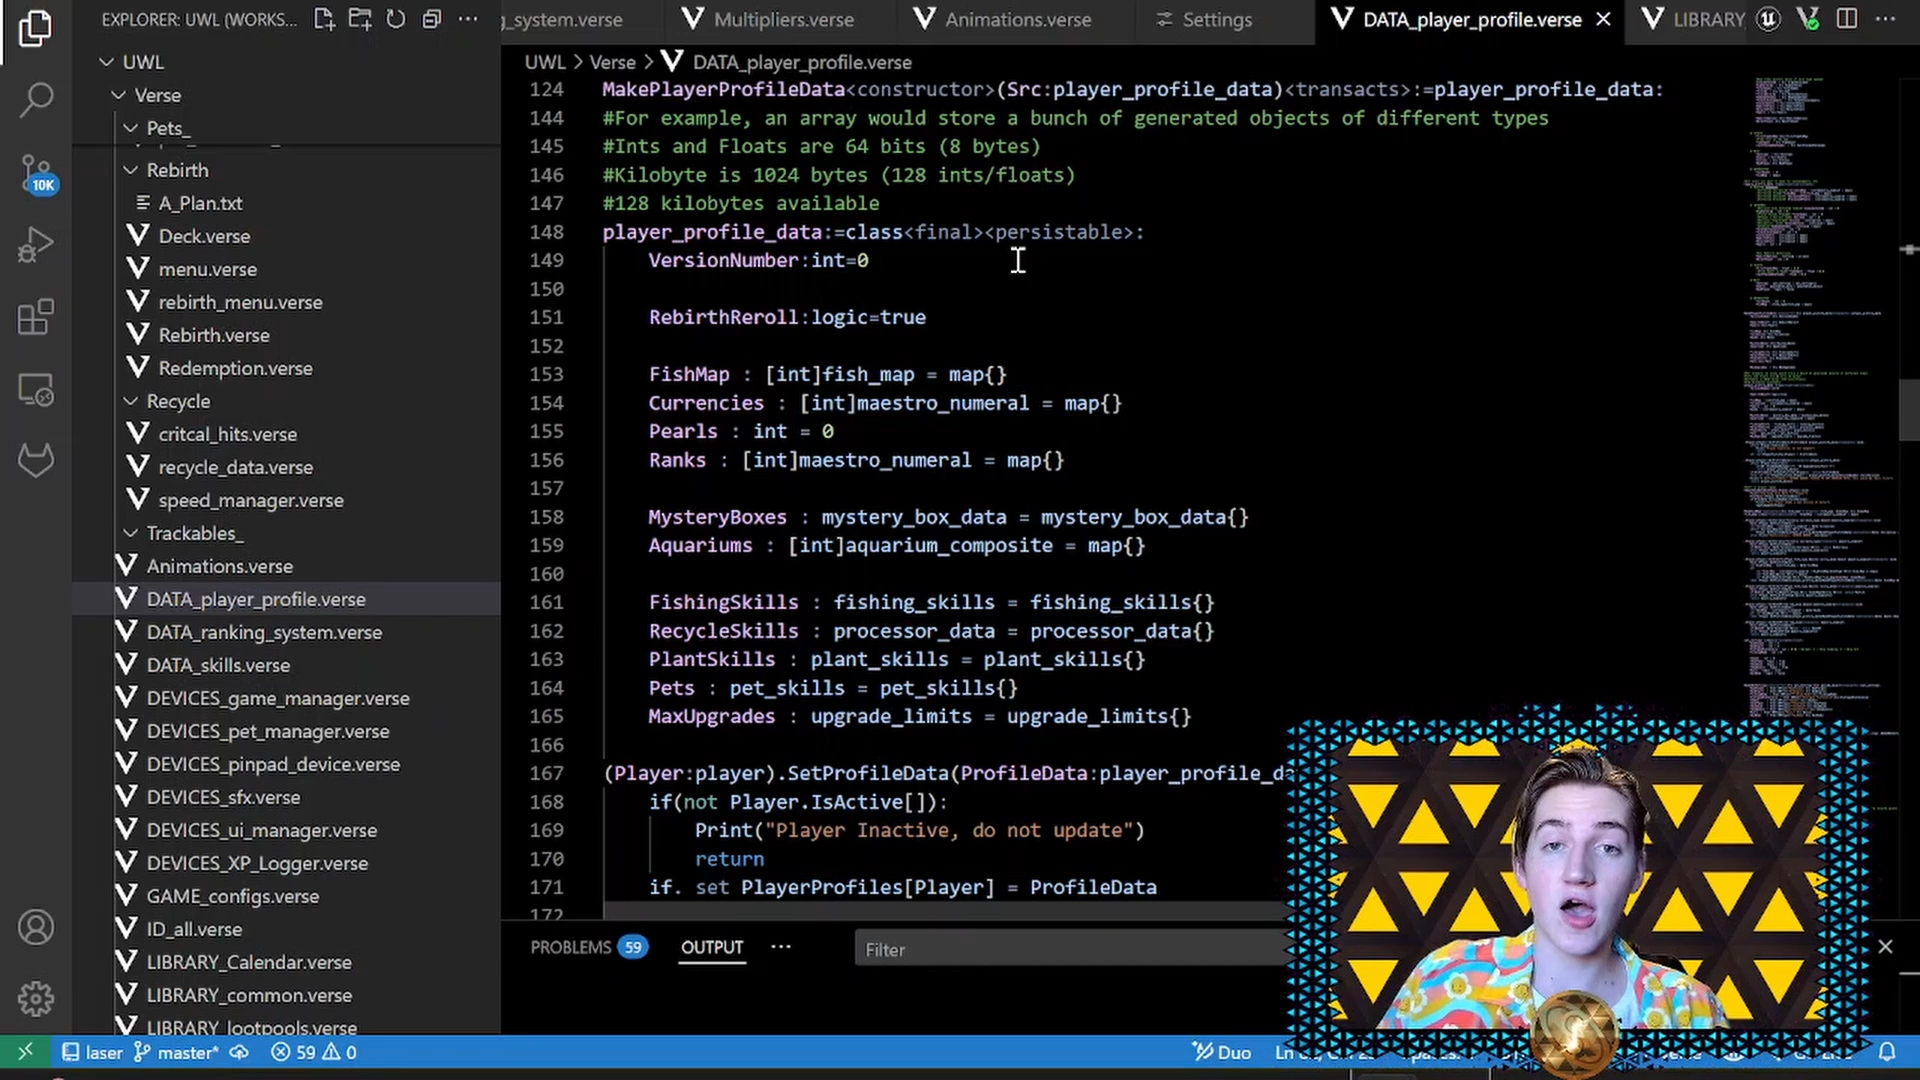 EXPLORER: UWL (WORKS...
g_system.verse
Multipliers.verse
Animations.verse
Settings
DATA_player_profile.verse
LIBRARY
UWL
Verse
Pets_
Rebirth
A_Plan.txt
Deck.verse
menu.verse
rebirth_menu.verse
Rebirth.verse
Redemption.verse
Recycle
critcal_hits.verse
recycle_data.verse
speed_manager.verse
Trackables_
Animations.verse
DATA_player_profile.verse
DATA_ranking_system.verse
DATA_skills.verse
DEVICES_game_manager.verse
DEVICES_pet_manager.verse
DEVICES_pinpad_device.verse
DEVICES_sfx.verse
DEVICES_ui_manager.verse
DEVICES_XP_Logger.verse
GAME_configs.verse
ID_all.verse
LIBRARY_Calendar.verse
LIBRARY_common.verse
LIBRARY_lootpools.verse
10K
UWL > Verse > DATA_player_profile.verse
124 MakePlayerProfileData<constructor>(Src:player_profile_data)<transacts>:=player_profile_data:
144 #For example, an array would store a bunch of generated objects of different types
145 #Ints and Floats are 64 bits (8 bytes)
146 #Kilobyte is 1024 bytes (128 ints/floats)
147 #128 kilobytes available
148 player_profile_data:=class<final><persistable>:
149 VersionNumber:int=0
150
151 RebirthReroll:logic=true
152
153 FishMap : [int]fish_map = map{}
154 Currencies : [int]maestro_numeral = map{}
155 Pearls : int = 0
156 Ranks : [int]maestro_numeral = map{}
157
158 MysteryBoxes : mystery_box_data = mystery_box_data{}
159 Aquariums : [int]aquarium_composite = map{}
160
161 FishingSkills : fishing_skills = fishing_skills{}
162 RecycleSkills : processor_data = processor_data{}
163 PlantSkills : plant_skills = plant_skills{}
164 Pets : pet_skills = pet_skills{}
165 MaxUpgrades : upgrade_limits = upgrade_limits{}
166
167 (Player:player).SetProfileData(ProfileData:player_profile_da
168 if(not Player.IsActive[]):
169 Print("Player Inactive, do not update")
170 return
171 if. set PlayerProfiles[Player] = ProfileData
172
PROBLEMS 59 OUTPUT ...
Filter
laser master* 59 0
Duo